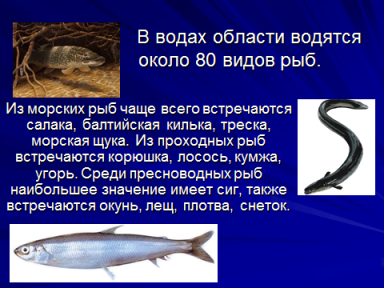 В водах области водятся
около 80 видов рыб.
Из морских рыб чаще всего встречаются
салака, балтийская килька, треска,
морская щука. Из проходных рыб
встречаются корюшка, лосось, кумжа,
угорь. Среди пресноводных рыб
наибольшее значение имеет сиг, также
встречаются окунь, лещ, плотва, снеток.